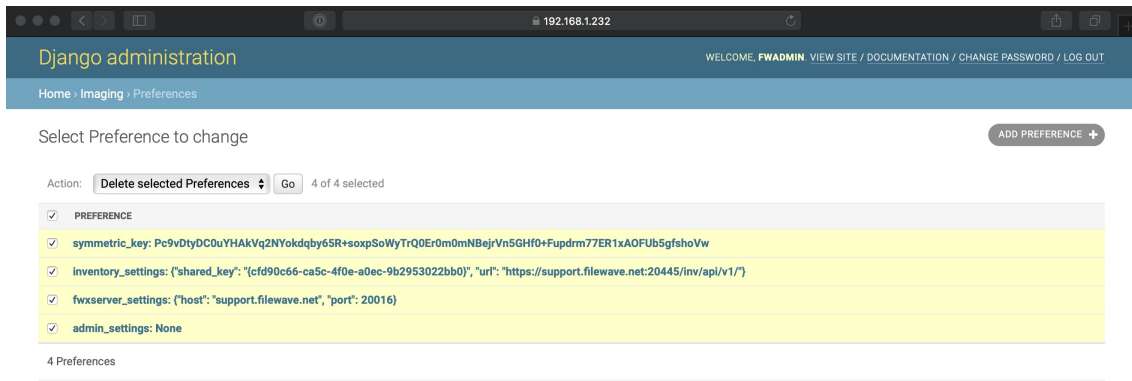 192.168.1.232
Django administration
WELCOME, FWADMIN. VIEW SITE / DOCUMENTATION / CHANGE PASSWORD / LOG OUT
Home › Imaging › Preferences
Select Preference to change
ADD PREFERENCE +
Action: Delete selected Preferences Go 4 of 4 selected
PREFERENCE
symmetric_key: Pc9vDtyDC0uYHAkVq2NYokdqby65R+soxpSoWyTrQ0Er0m0mNBejrVn5GHf0+Fupdrm77ER1xAOFUb5gfshoVw
inventory_settings: {"shared_key": "{cfd90c66-ca5c-4f0e-a0ec-9b2953022bb0}", "url": "https://support.filewave.net:20445/inv/api/v1/"}
fwxserver_settings: {"host": "support.filewave.net", "port": 20016}
admin_settings: None
4 Preferences